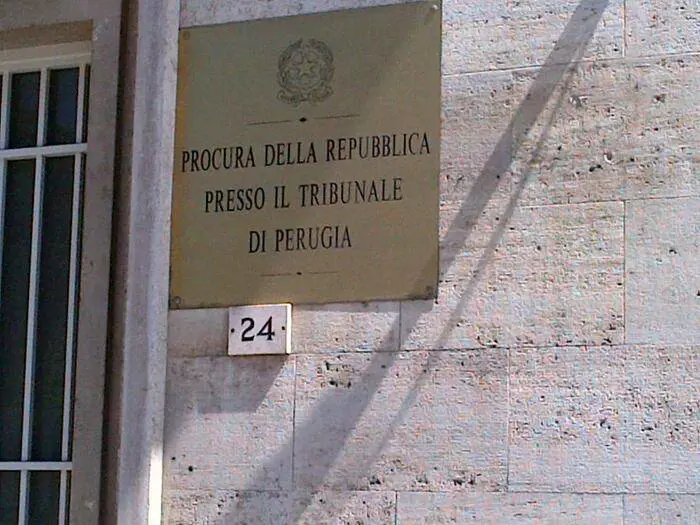 PROCURA DELLA REPUBBLICA
PRESSO IL TRIBUNALE
DI PERUGIA
24